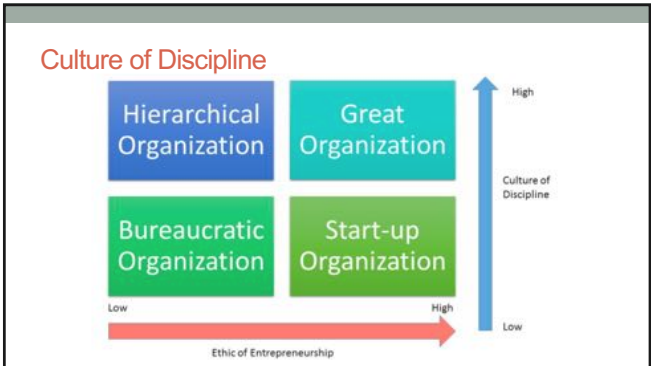 Culture of Discipline
Hierarchical
Organization
Great
Organization
High
Culture of
Discipline
Bureaucratic
Organization
Start-up
Organization
Low
High
Low
Ethic of Entrepreneurship